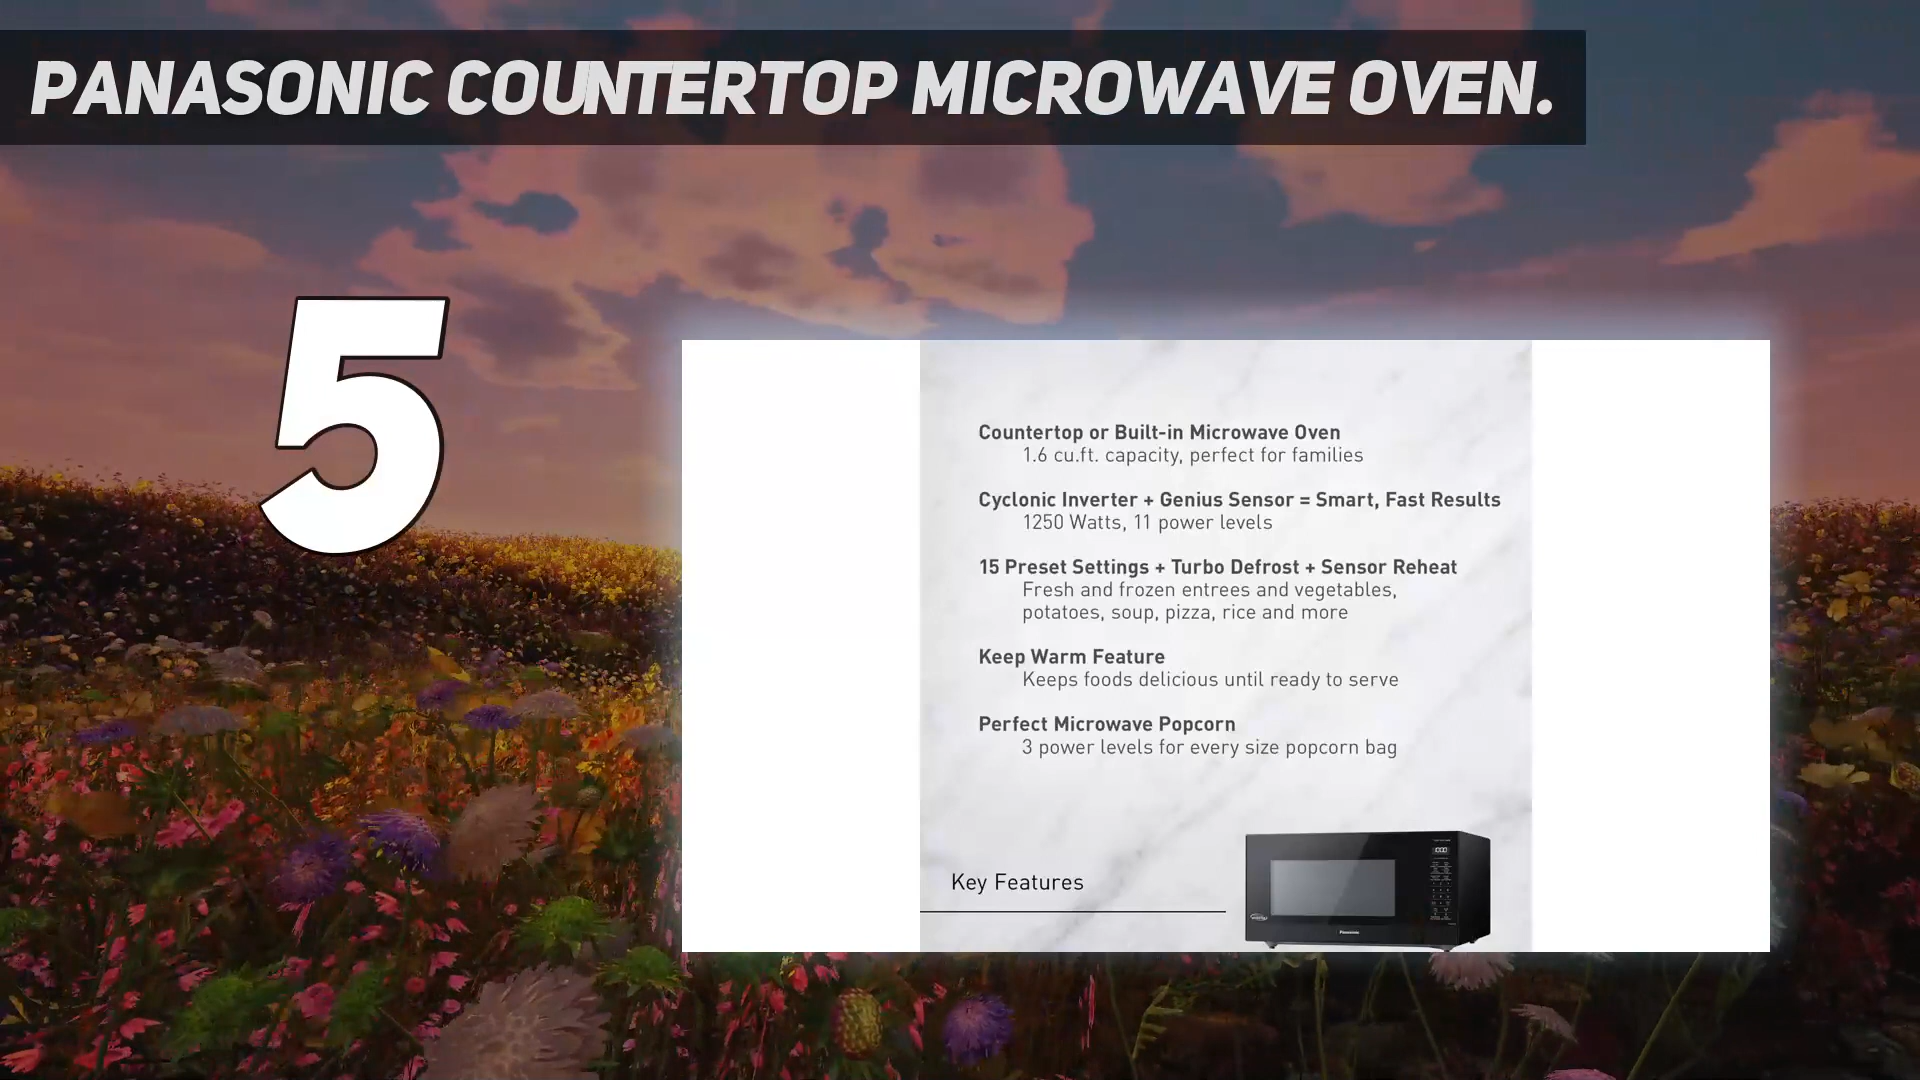 PANASONIC COUNTERTOP MICROWAVE OVEN.
5
Countertop or Built-in Microwave Oven
1.6 cu.ft. capacity, perfect for families
Cyclonic Inverter + Genius Sensor = Smart, Fast Results
1250 Watts, 11 power levels
15 Preset Settings + Turbo Defrost + Sensor Reheat
Fresh and frozen entrees and vegetables,
potatoes, soup, pizza, rice and more
Keep Warm Feature
Keeps foods delicious until ready to serve
Perfect Microwave Popcorn
3 power levels for every size popcorn bag
Key Features
Panasonic